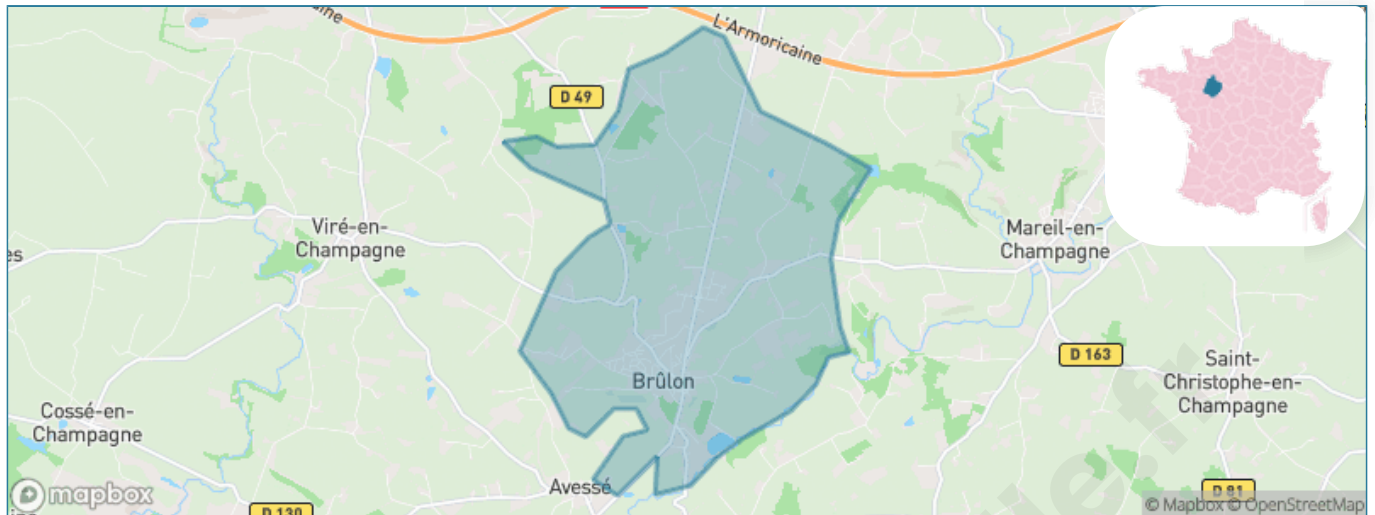 L'Armoricaine
D 49
Viré-en-
Champagne
Mareil-en-
Champagne
D 163
Saint-
Christophe-en-
Champagne
Brûlon
Cossé-en-
Champagne
Avessé
D 81
D 130
mapbox
© Mapbox © OpenStreetMap